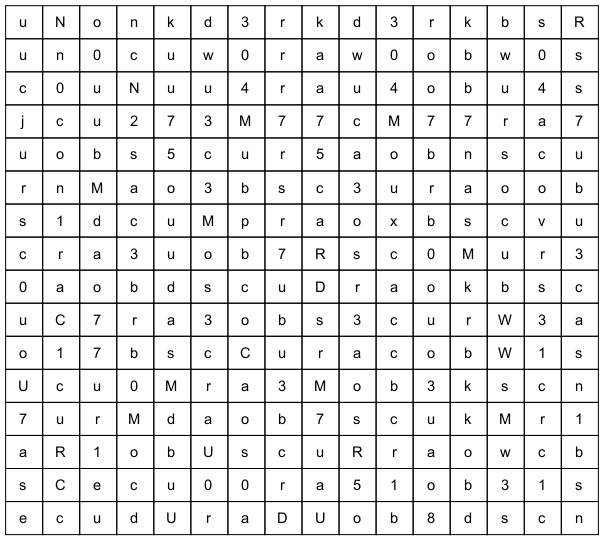 u N o n k d 3 r k d 3 r k b s R
u n 0 c u w 0 r a w 0 o b w 0 s
c 0 u N u u 4 r a u 4 o b u 4 s
j c u 2 7 3 M 7 7 c M 7 7 r a 7
u o b s 5 c u r 5 a o b n s c u
r n M a o 3 b s c 3 u r a o o b
s 1 d c u M p r a o x b s c v u
c r a 3 u o b 7 R s c 0 M u r 3
0 a o b d s c u D r a o k b s c
u C 7 r a 3 o b s 3 c u r W 3 a
o 1 7 b s c C u r a c o b W 1 s
U c u 0 M r a 3 M o b 3 k s c n
7 u r M d a o b 7 s c u k M r 1
a R 1 o b U s c u R r a o w c b
s C e c u 0 0 r a 5 1 o b 3 1 s
e c u d U r a D U o b 8 d s c n